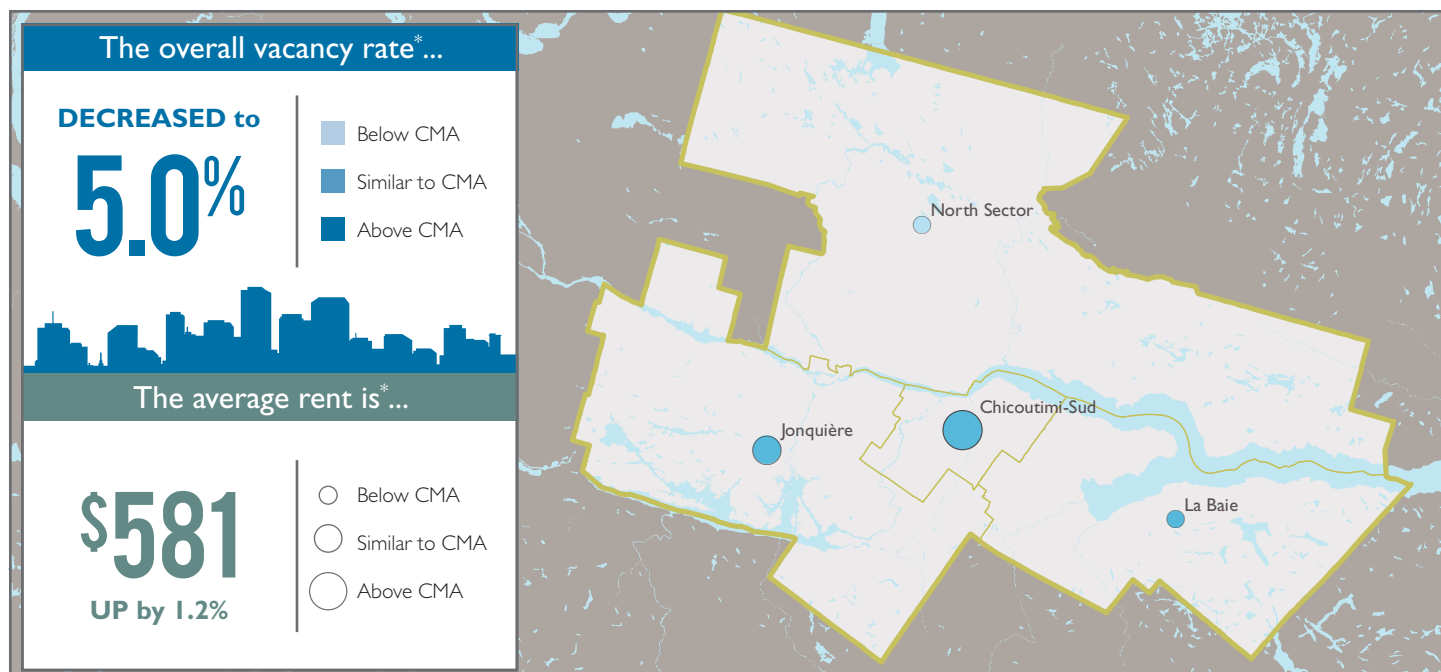 The overall vacancy rate*...
DECREASED to
5.0%
Below CMA
Similar to CMA
Above CMA
The average rent is*...
$581
UP by 1.2%
Below CMA
Similar to CMA
Above CMA
North Sector
Chicoutimi-Sud
Jonquière
La Baie